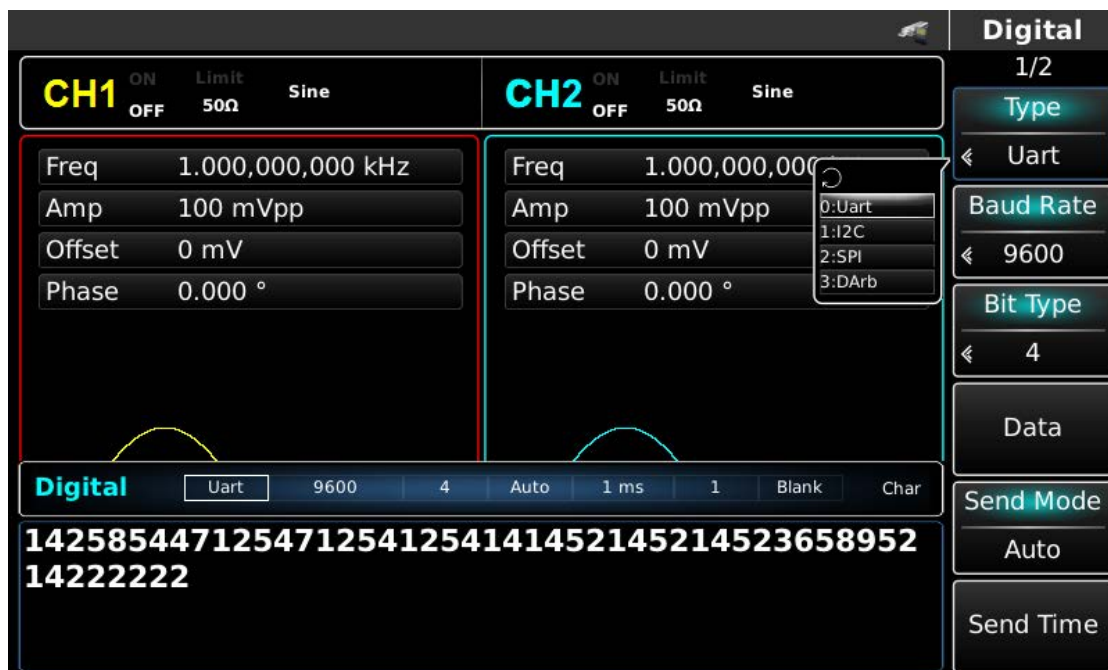 Digital
1/2
CH1 ON OFF Limit 50Ω Sine
CH2 ON OFF Limit 50Ω Sine
Type
Uart
Freq 1.000,000,000 kHz
Amp 100 mVpp
Offset 0 mV
Phase 0.000 °
Freq 1.000,000,000
Amp 100 mVpp
Offset 0 mV
Phase 0.000 °
0:Uart
1:I2C
2:SPI
3:DArb
Baud Rate
9600
Bit Type
4
Data
Send Mode
Auto
Send Time
Digital Uart 9600 4 Auto 1 ms 1 Blank Char
1425854471254712541254141452145214523658952
14222222